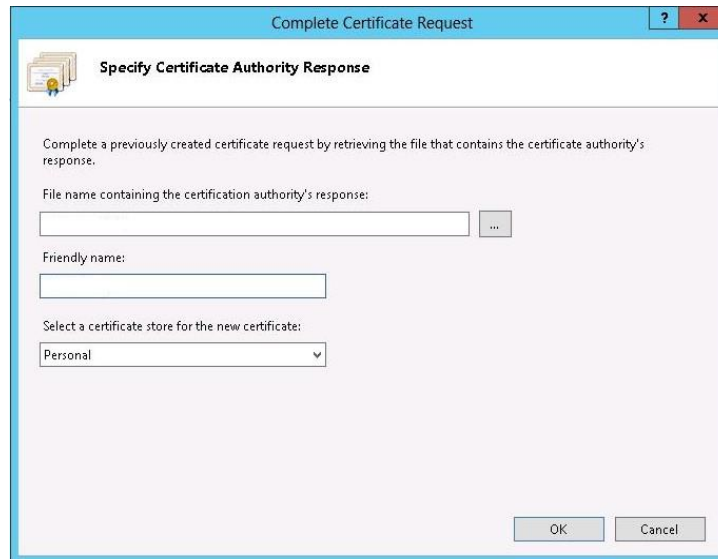 Complete Certificate Request
?
x
Specify Certificate Authority Response
Complete a previously created certificate request by retrieving the file that contains the certificate authority's
response.
File name containing the certification authority's response:
...
Friendly name:
Select a certificate store for the new certificate:
Personal
OK
Cancel